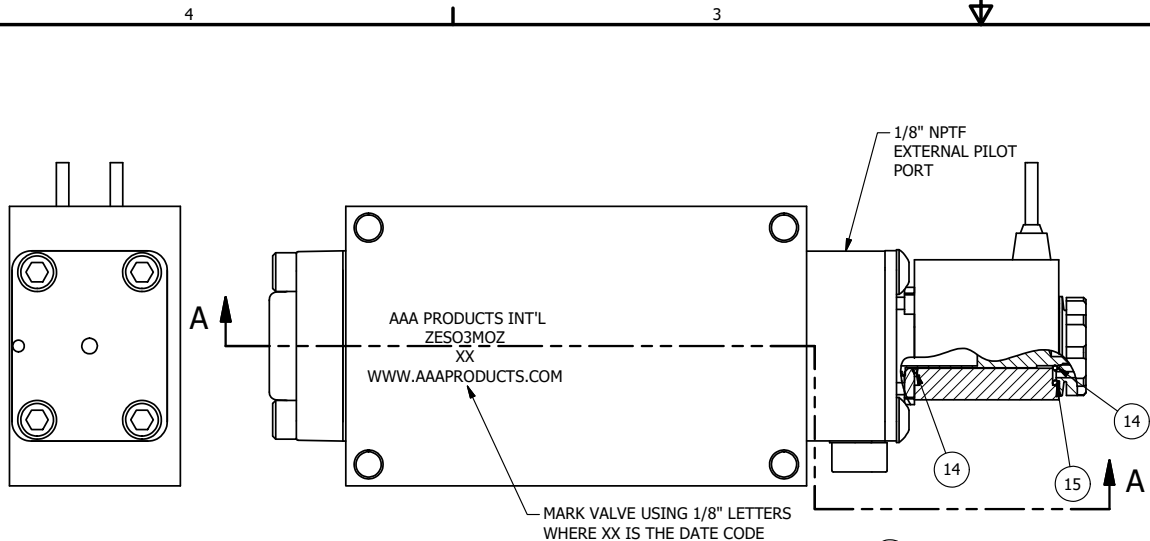 4
3
1/8" NPTF
EXTERNAL PILOT
PORT
A
AAA PRODUCTS INT'L
ZESO3MOZ
XX
WWW.AAAPRODUCTS.COM
14
14
15
A
MARK VALVE USING 1/8" LETTERS
WHERE XX IS THE DATE CODE